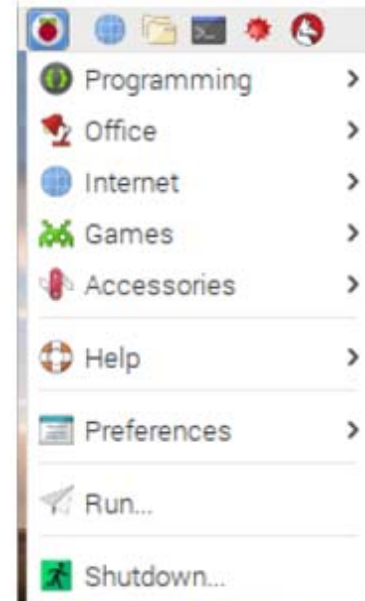 Programming
Office
Internet
Games
Accessories
Help
Preferences
Run...
Shutdown...